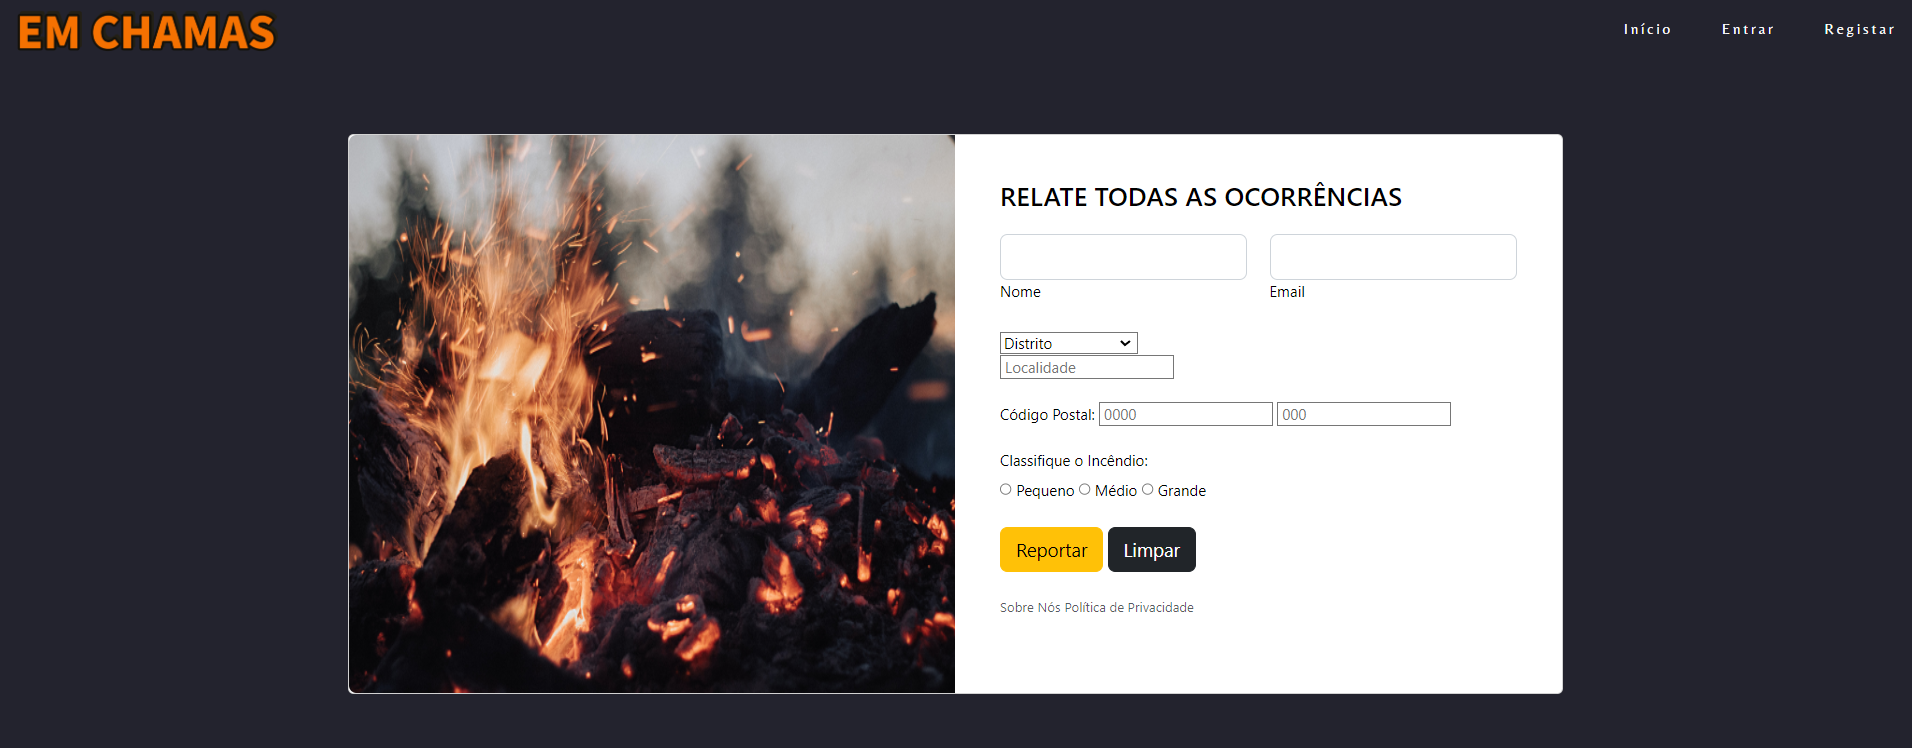 EM CHAMAS
Início Entrar Registar
RELATE TODAS AS OCORRÊNCIAS
Nome Email
Distrito
Localidade
Código Postal: 0000 000
Classifique o Incêndio:
Pequeno Médio Grande
Reportar Limpar
Sobre Nós Política de Privacidade